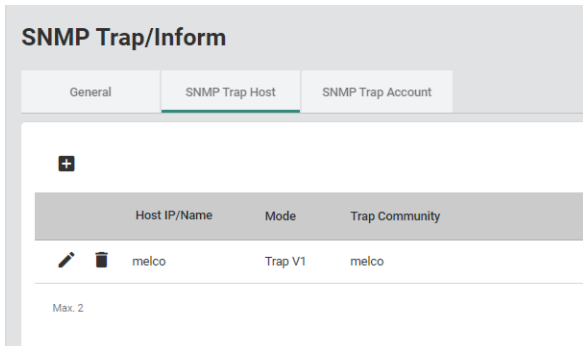 SNMP Trap/Inform
General SNMP Trap Host SNMP Trap Account
Host IP/Name Mode Trap Community
melco Trap V1 melco
Max. 2